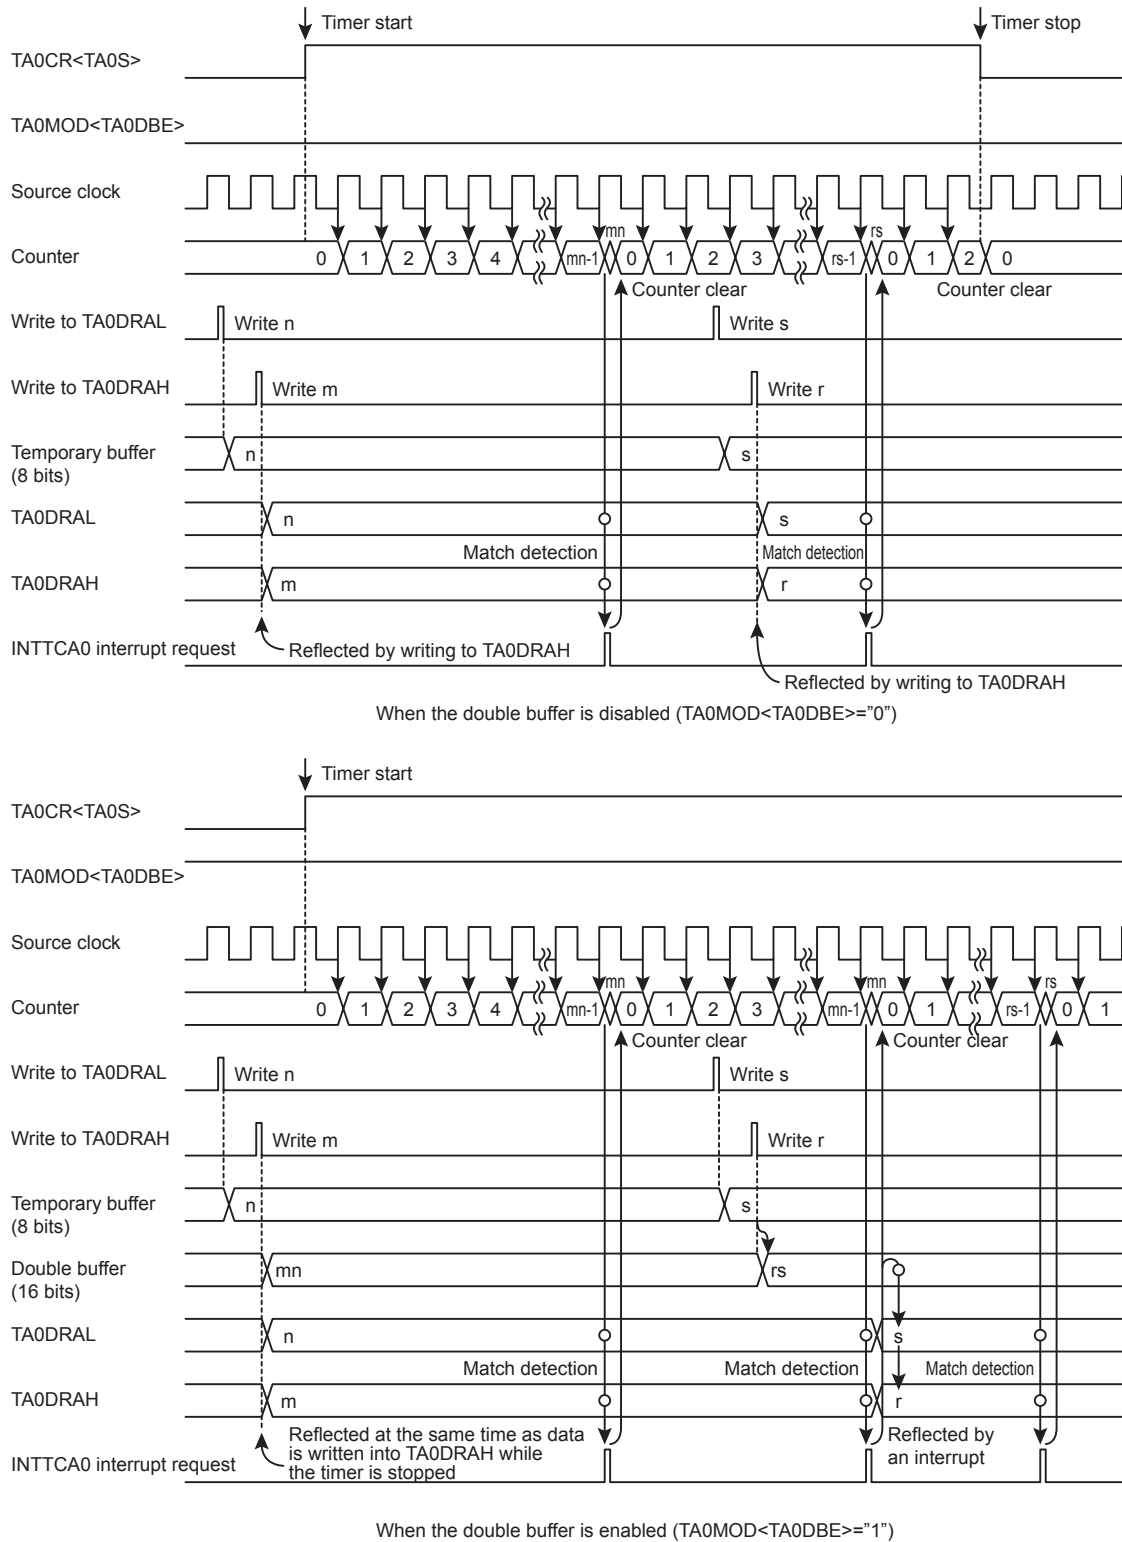 Timer start
Timer stop
TA0CR<TA0S>
TA0MOD<TA0DBE>
Source clock
mn rs
Counter 0 1 2 3 4 mn-1 0 1 2 3 rs-1 0 1 2 0
Counter clear Counter clear
Write to TA0DRAL Write n Write s
Write to TA0DRAH Write m Write r
Temporary buffer n s
(8 bits)
TA0DRAL n s
Match detection Match detection
TA0DRAH m r
INTTCA0 interrupt request Reflected by writing to TA0DRAH
Reflected by writing to TA0DRAH
When the double buffer is disabled (TA0MOD<TA0DBE>="0")
Timer start
TA0CR<TA0S>
TA0MOD<TA0DBE>
Source clock
mn mn rs
Counter 0 1 2 3 4 mn-1 0 1 2 3 mn-1 0 1 rs-1 0 1
Counter clear Counter clear
Write to TA0DRAL Write n Write s
Write to TA0DRAH Write m Write r
Temporary buffer n s
(8 bits)
Double buffer mn rs
(16 bits)
TA0DRAL n s
Match detection Match detection Match detection
TA0DRAH m r
Reflected at the same time as data Reflected by
is written into TA0DRAH while an interrupt
INTTCA0 interrupt request the timer is stopped
When the double buffer is enabled (TA0MOD<TA0DBE>="1")